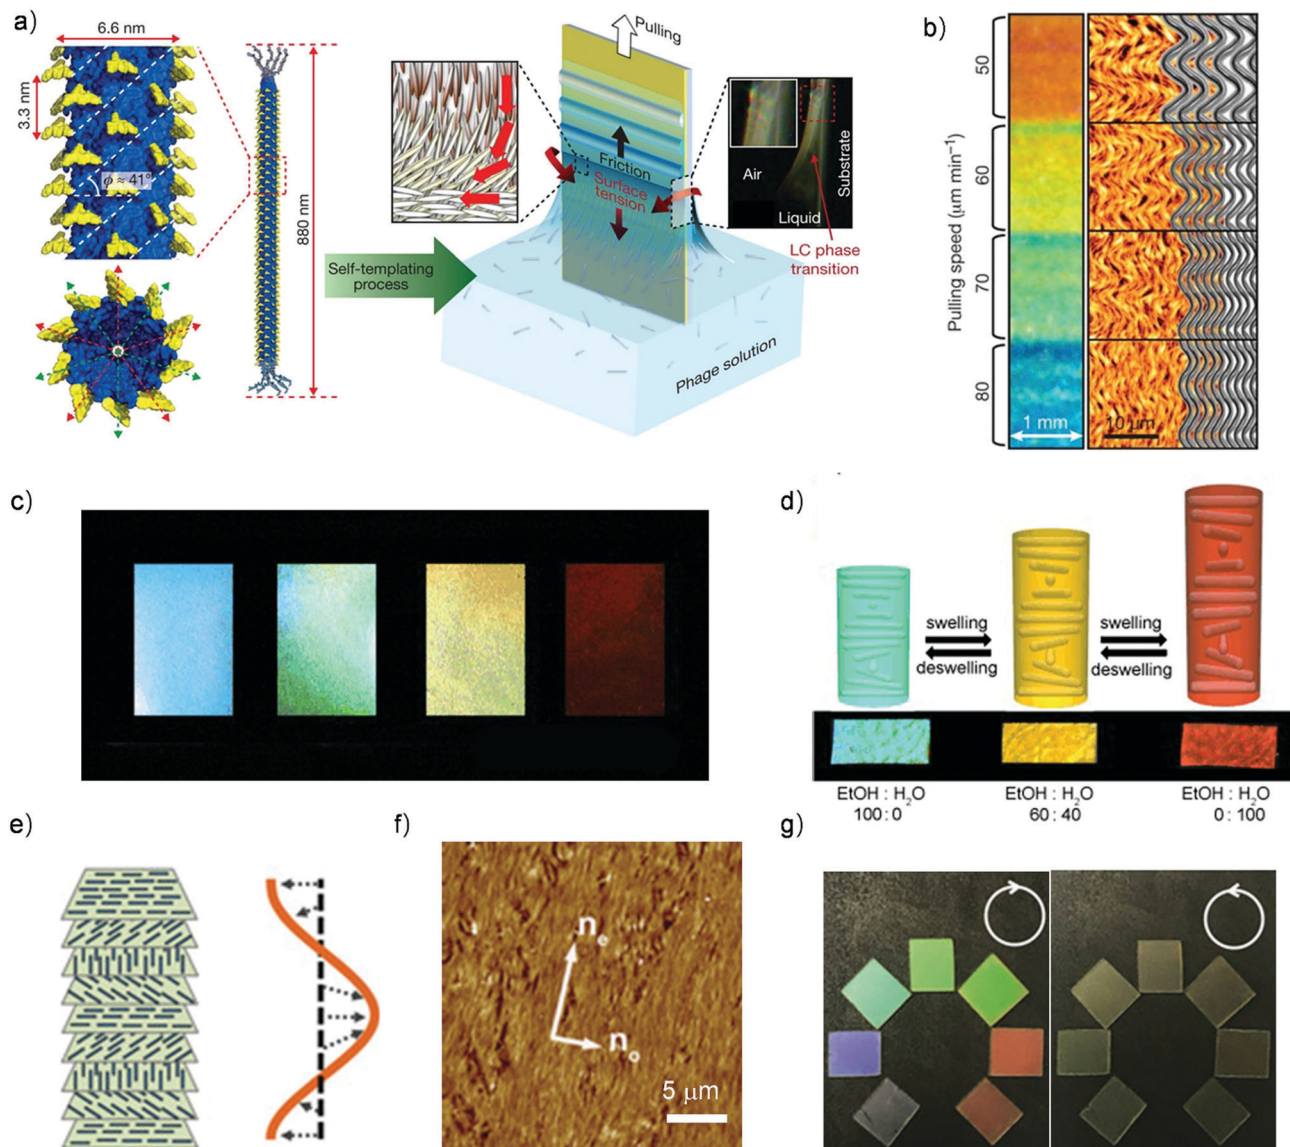 a)
6.6 nm
3.3 nm
ϕ ≈ 41°
880 nm
Self-templating
process
Pulling
Friction
Surface
tension
Air
Liquid
Substrate
LC phase
transition
Phage solution
b)
Pulling speed (μm min⁻¹)
50
60
70
80
1 mm
10 μm
c)
d)
swelling
deswelling
swelling
deswelling
EtOH : H₂O
100 : 0
EtOH : H₂O
60 : 40
EtOH : H₂O
0 : 100
e)
f)
nₑ
nₒ
5 μm
g)